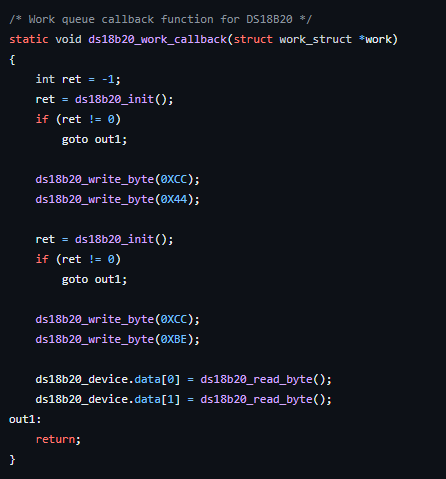 /* Work queue callback function for DS18B20 */
static void ds18b20_work_callback(struct work_struct *work)
{
    int ret = -1;
    ret = ds18b20_init();
    if (ret != 0)
        goto out1;

    ds18b20_write_byte(0XCC);
    ds18b20_write_byte(0X44);

    ret = ds18b20_init();
    if (ret != 0)
        goto out1;

    ds18b20_write_byte(0XCC);
    ds18b20_write_byte(0XBE);

    ds18b20_device.data[0] = ds18b20_read_byte();
    ds18b20_device.data[1] = ds18b20_read_byte();
out1:
    return;
}